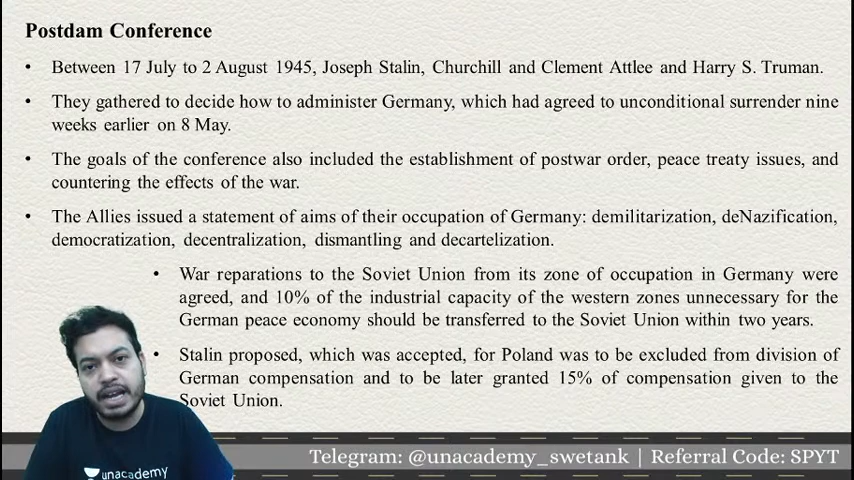 Postdam Conference
• Between 17 July to 2 August 1945, Joseph Stalin, Churchill and Clement Attlee and Harry S. Truman.
• They gathered to decide how to administer Germany, which had agreed to unconditional surrender nine
weeks earlier on 8 May.
• The goals of the conference also included the establishment of postwar order, peace treaty issues, and
countering the effects of the war.
• The Allies issued a statement of aims of their occupation of Germany: demilitarization, deNazification,
democratization, decentralization, dismantling and decartelization.
• War reparations to the Soviet Union from its zone of occupation in Germany were
agreed, and 10% of the industrial capacity of the western zones unnecessary for the
German peace economy should be transferred to the Soviet Union within two years.
• Stalin proposed, which was accepted, for Poland was to be excluded from division of
German compensation and to be later granted 15% of compensation given to the
Soviet Union.
unacademy
Telegram: @unacademy_swetank | Referral Code: SPYT